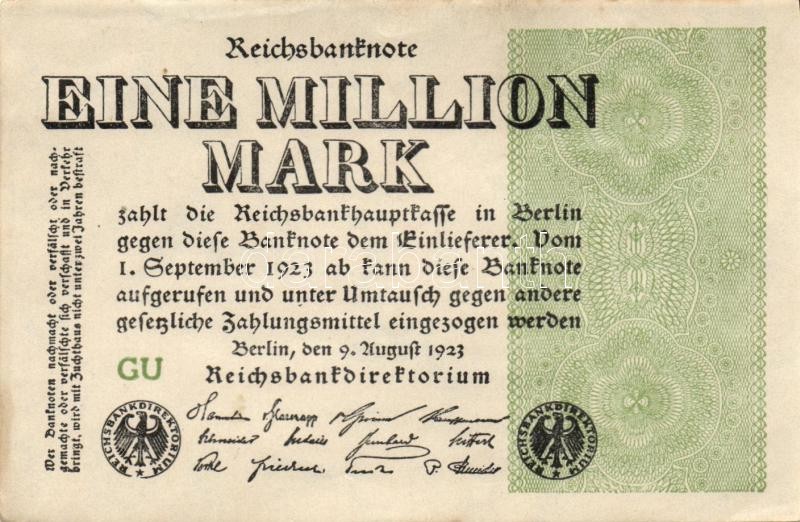 Reichsbanknote
EINE MILLION
MARK
zahlt die Reichsbankhauptkasse in Berlin
gegen diese Banknote dem Einlieferer. Vom
1. September 1923 ab kann diese Banknote
aufgerufen und unter Umtausch gegen andere
gesetzliche Zahlungsmittel eingezogen werden
Berlin, den 9. August 1923
Reichsbankdirektorium
GU
Wer Banknoten nachmacht oder verfälscht oder nach-
gemachte oder verfälschte sich verschafft und in Verkehr
bringt, wird mit Zuchthaus nicht unter zwei Jahren bestraft
REICHSBANKDIREKTORIUM
REICHSBANKDIREKTORIUM